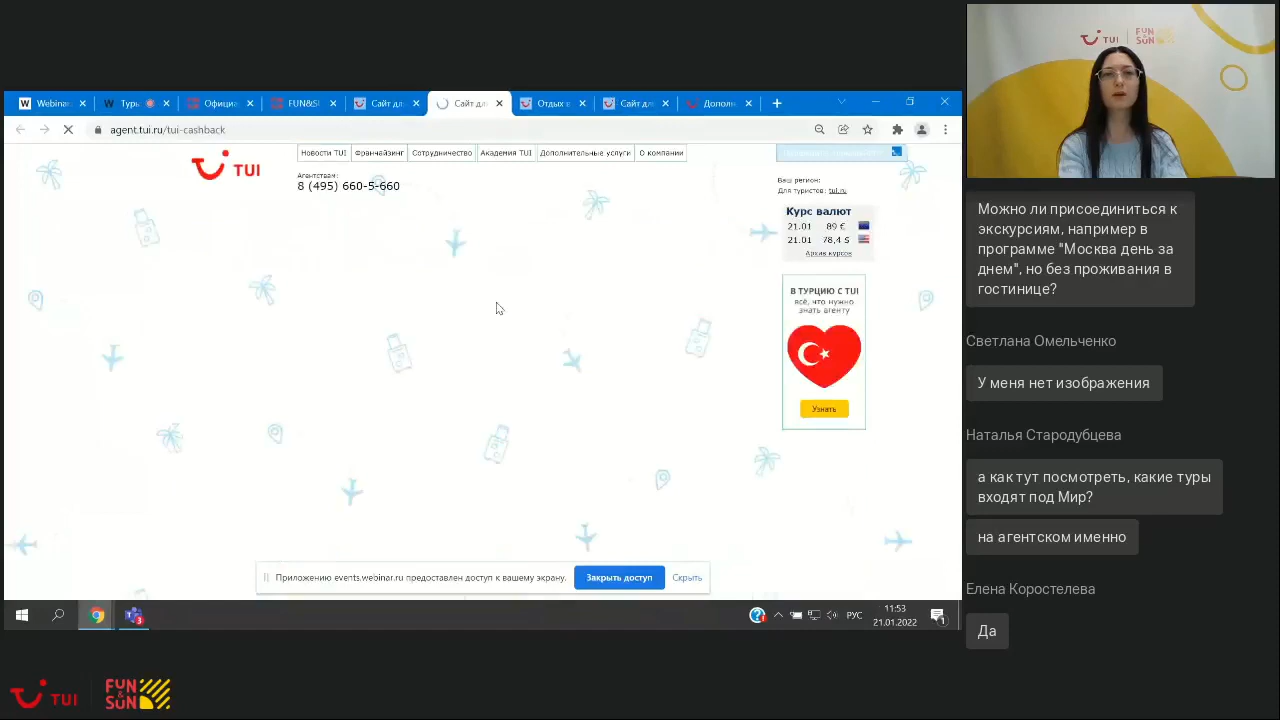 Webinar.
Туры
Официа
FUN&SU
Сайт дл
Сайт дл
Отдых в
Сайт дл
Дополн
agent.tui.ru/tui-cashback
TUI
Новости TUI
Франчайзинг
Сотрудничество
Академия TUI
Дополнительные услуги
О компании
Агентствам:
8 (495) 660-5-660
Ваш регион:
Для туристов: tui.ru
Курс валют
21.01 89 €
21.01 78,4 $
Архив курсов
В ТУРЦИЮ С TUI
всё, что нужно
знать агенту
Узнать
Приложению events.webinar.ru предоставлен доступ к вашему экрану.
Закрыть доступ
Скрыть
3
РУС
11:53
21.01.2022
1
TUI
FUN
&SUN
TUI
FUN
&SUN
Можно ли присоединиться к
экскурсиям, например в
программе "Москва день за
днем", но без проживания в
гостинице?
Светлана Омельченко
У меня нет изображения
Наталья Стародубцева
а как тут посмотреть, какие туры
входят под Мир?
на агентском именно
Елена Коростелева
Да